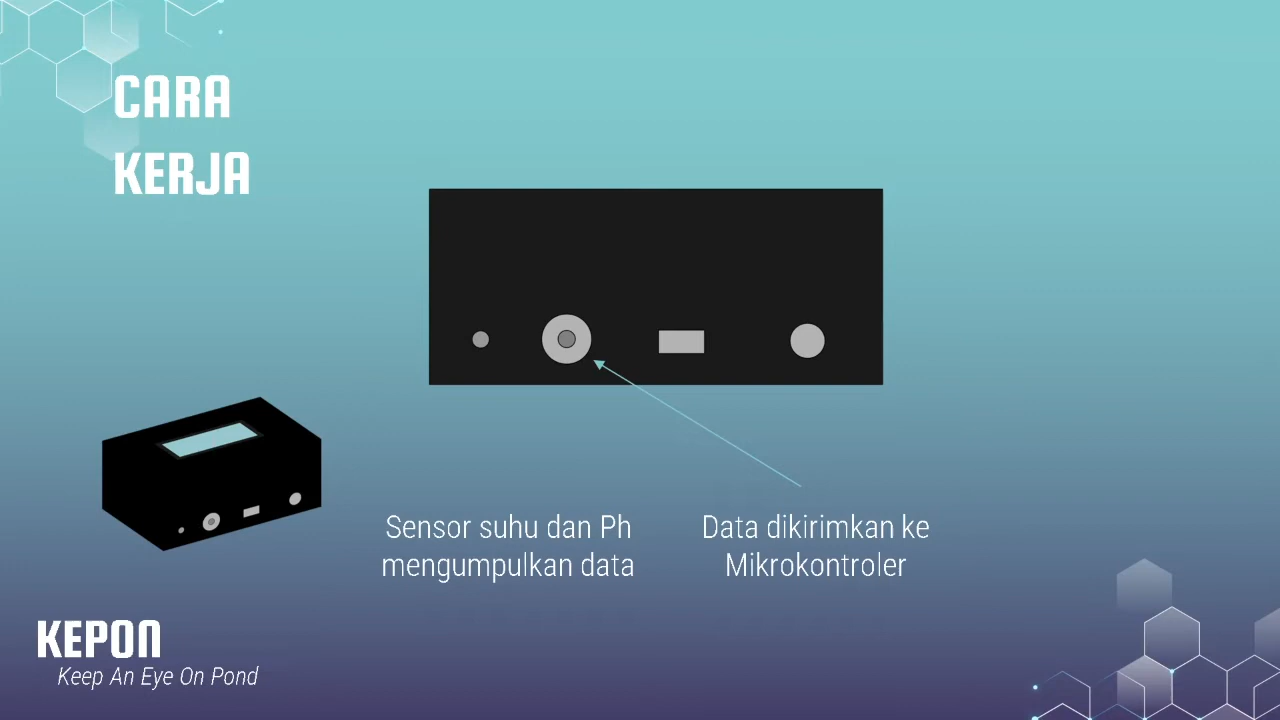 CARA
KERJA
Sensor suhu dan Ph
mengumpulkan data
Data dikirimkan ke
Mikrokontroler
KEPON
Keep An Eye On Pond